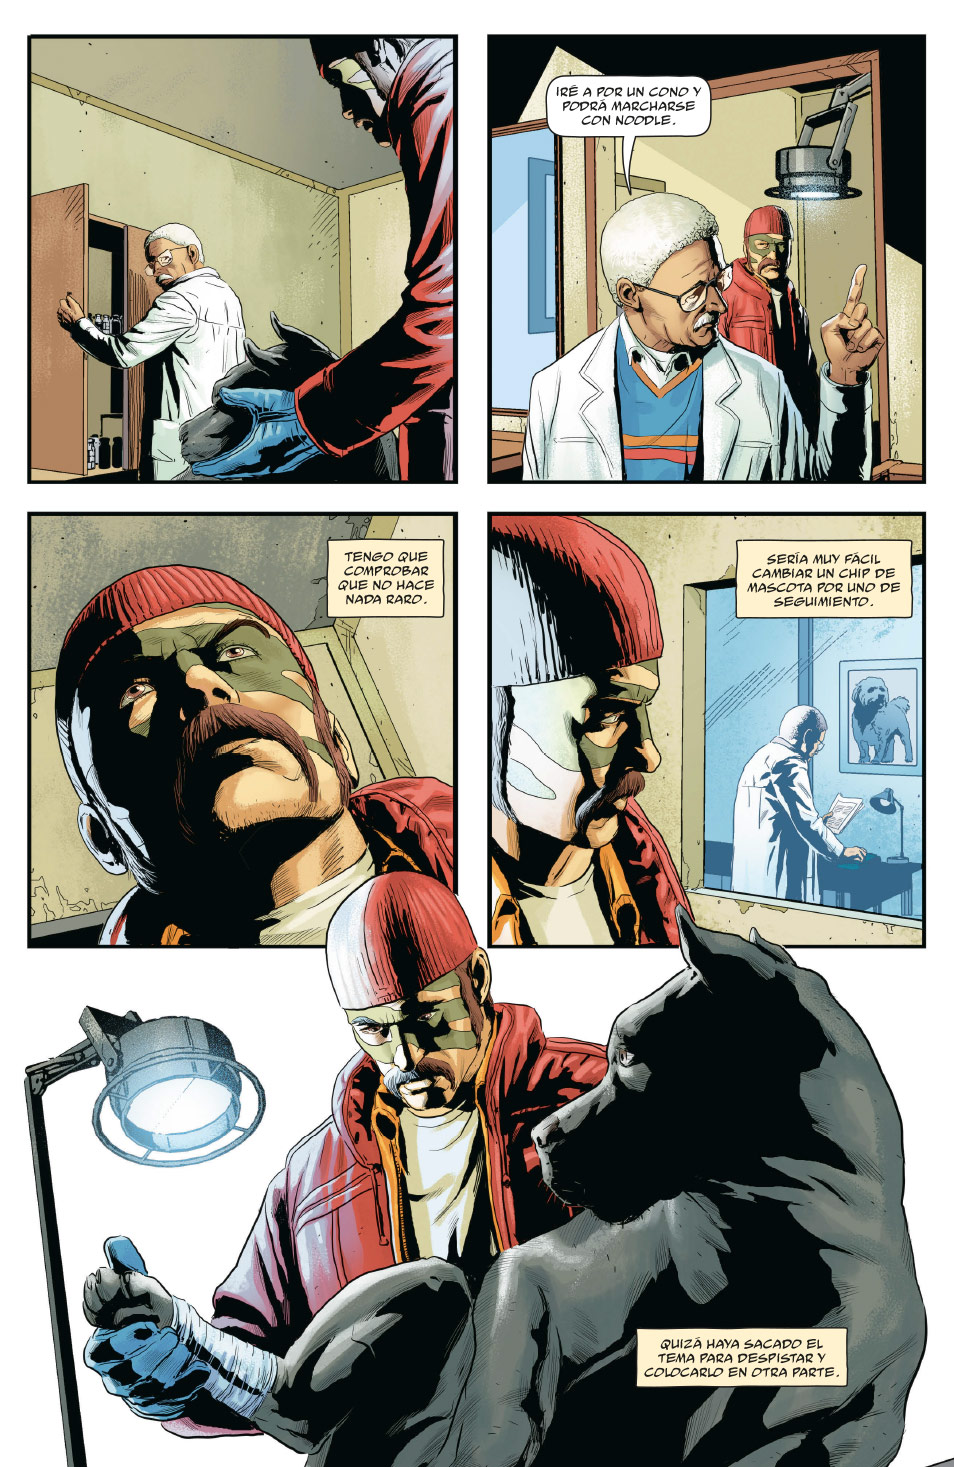 IRÉ A POR UN CONO Y
PODRÁ MARCHARSE
CON NOODLE.
TENGO QUE
COMPROBAR
QUE NO HACE
NADA RARO.
SERÍA MUY FÁCIL
CAMBIAR UN CHIP DE
MASCOTA POR UNO DE
SEGUIMIENTO.
QUIZÁ HAYA SACADO EL
TEMA PARA DESPISTAR Y
COLOCARLO EN OTRA PARTE.